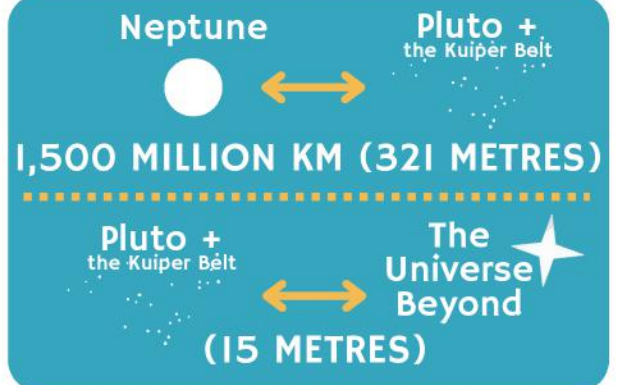 Neptune
Pluto +
the Kuiper Belt
1,500 MILLION KM (321 METRES)
Pluto +
the Kuiper Belt
The
Universe
Beyond
(15 METRES)